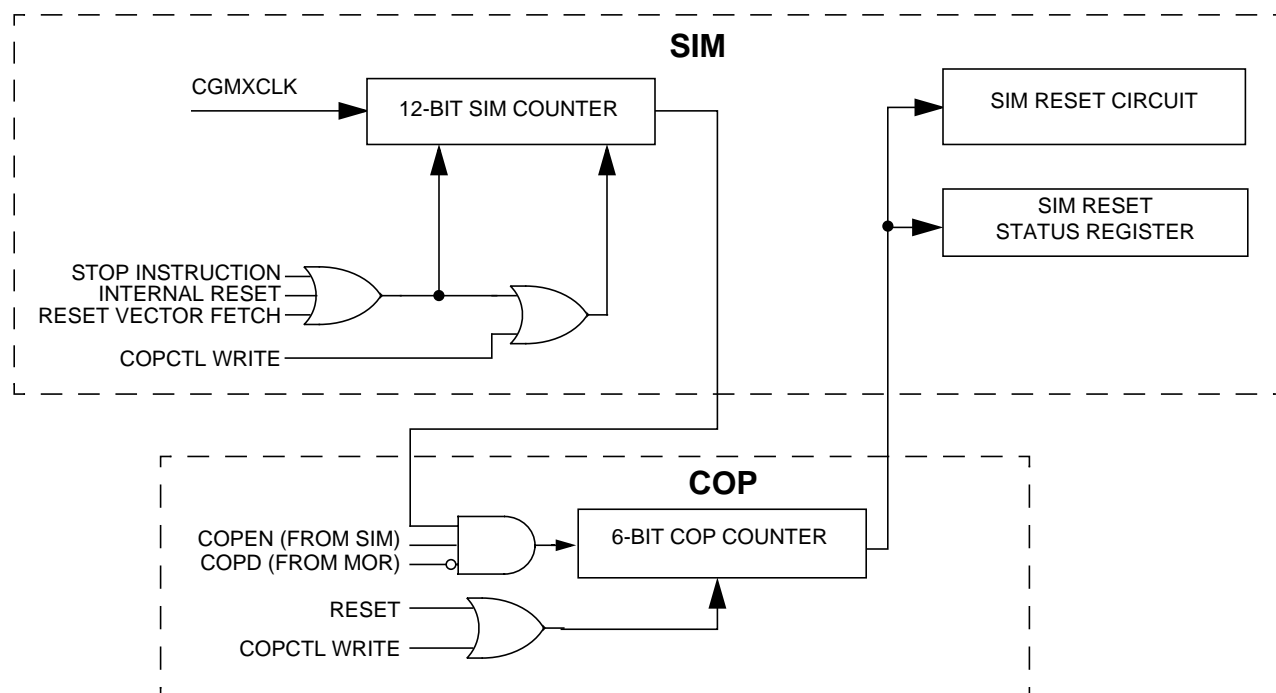 SIM
CGMXCLK
12-BIT SIM COUNTER
SIM RESET CIRCUIT
SIM RESET
STATUS REGISTER
STOP INSTRUCTION
INTERNAL RESET
RESET VECTOR FETCH
COPCTL WRITE
COP
COPEN (FROM SIM)
COPD (FROM MOR)
6-BIT COP COUNTER
RESET
COPCTL WRITE